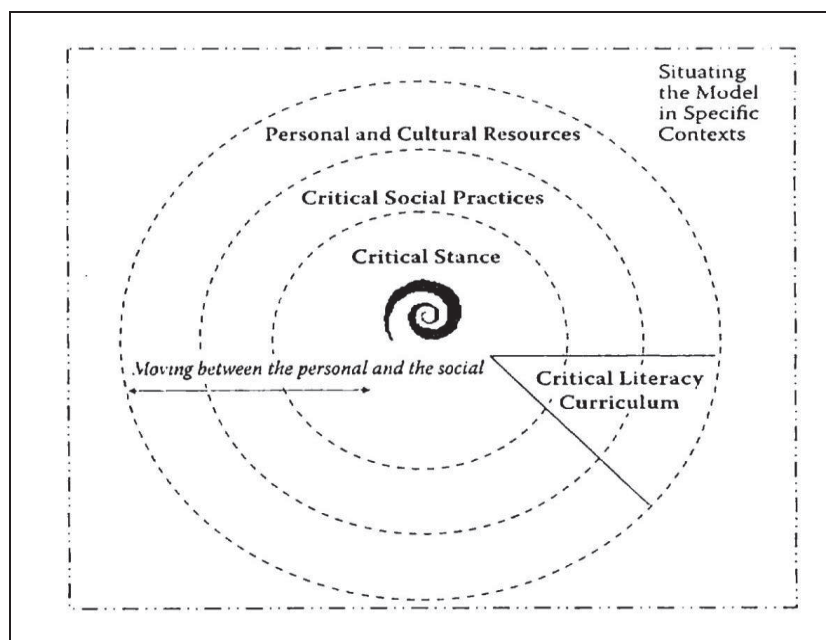 Situating
the Model
in Specific
Contexts
Personal and Cultural Resources
Critical Social Practices
Critical Stance
Moving between the personal and the social
Critical Literacy
Curriculum